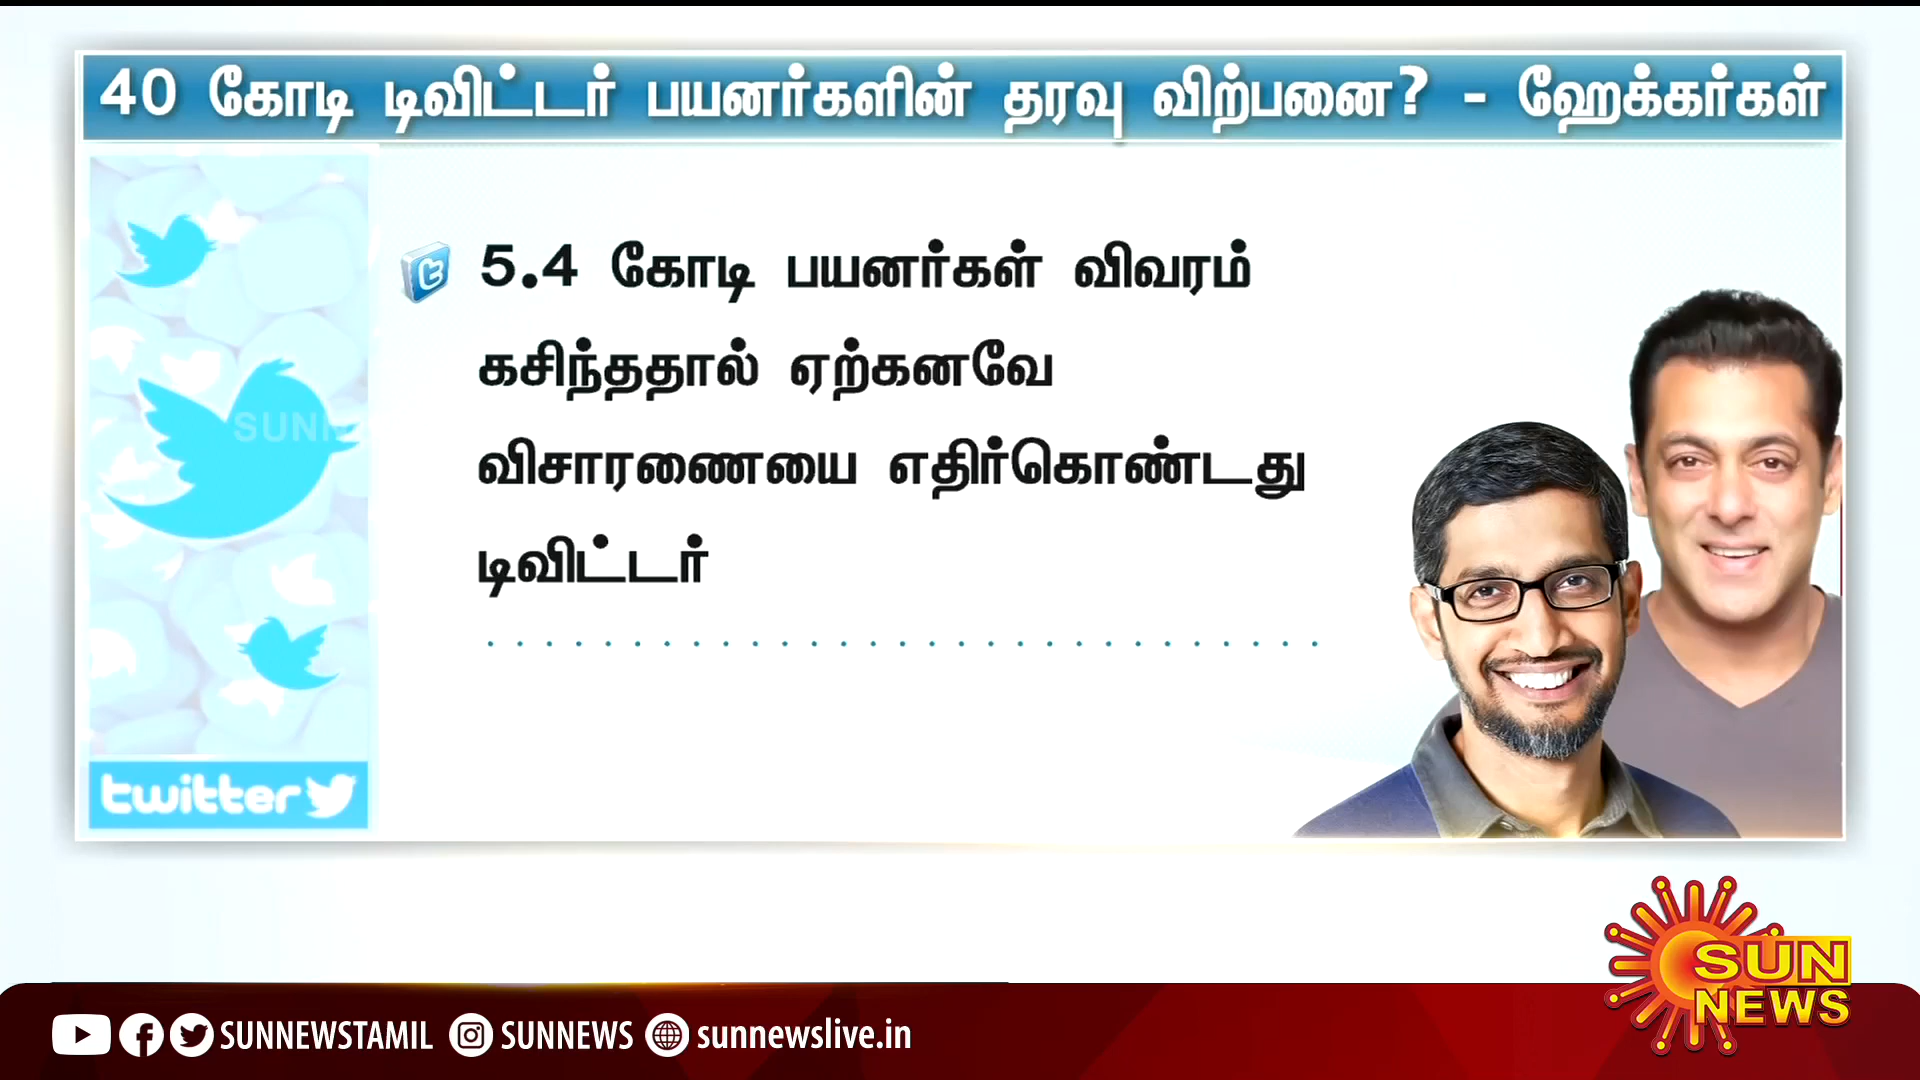 40 கோடி டிவிட்டர் பயனர்களின் தரவு விற்பனை? - ஹேக்கர்கள்
5.4 கோடி பயனர்கள் விவரம்
கசிந்ததால் ஏற்கனவே
விசாரணையை எதிர்கொண்டது
டிவிட்டர்
SUN
twitter
SUN
NEWS
SUNNEWSTAMIL SUNNEWS sunnewslive.in